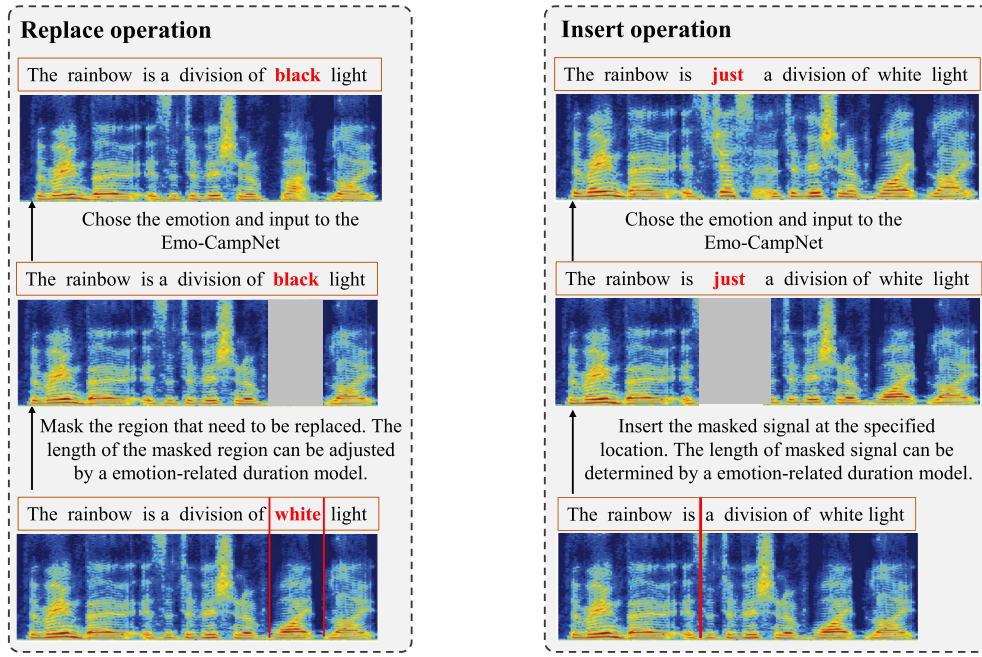 Replace operation
The rainbow is a division of black light
Chose the emotion and input to the
Emo-CampNet
The rainbow is a division of black light
Mask the region that need to be replaced. The
length of the masked region can be adjusted
by a emotion-related duration model.
The rainbow is a division of white light
Insert operation
The rainbow is just a division of white light
Chose the emotion and input to the
Emo-CampNet
The rainbow is just a division of white light
Insert the masked signal at the specified
location. The length of masked signal can be
determined by a emotion-related duration model.
The rainbow is a division of white light